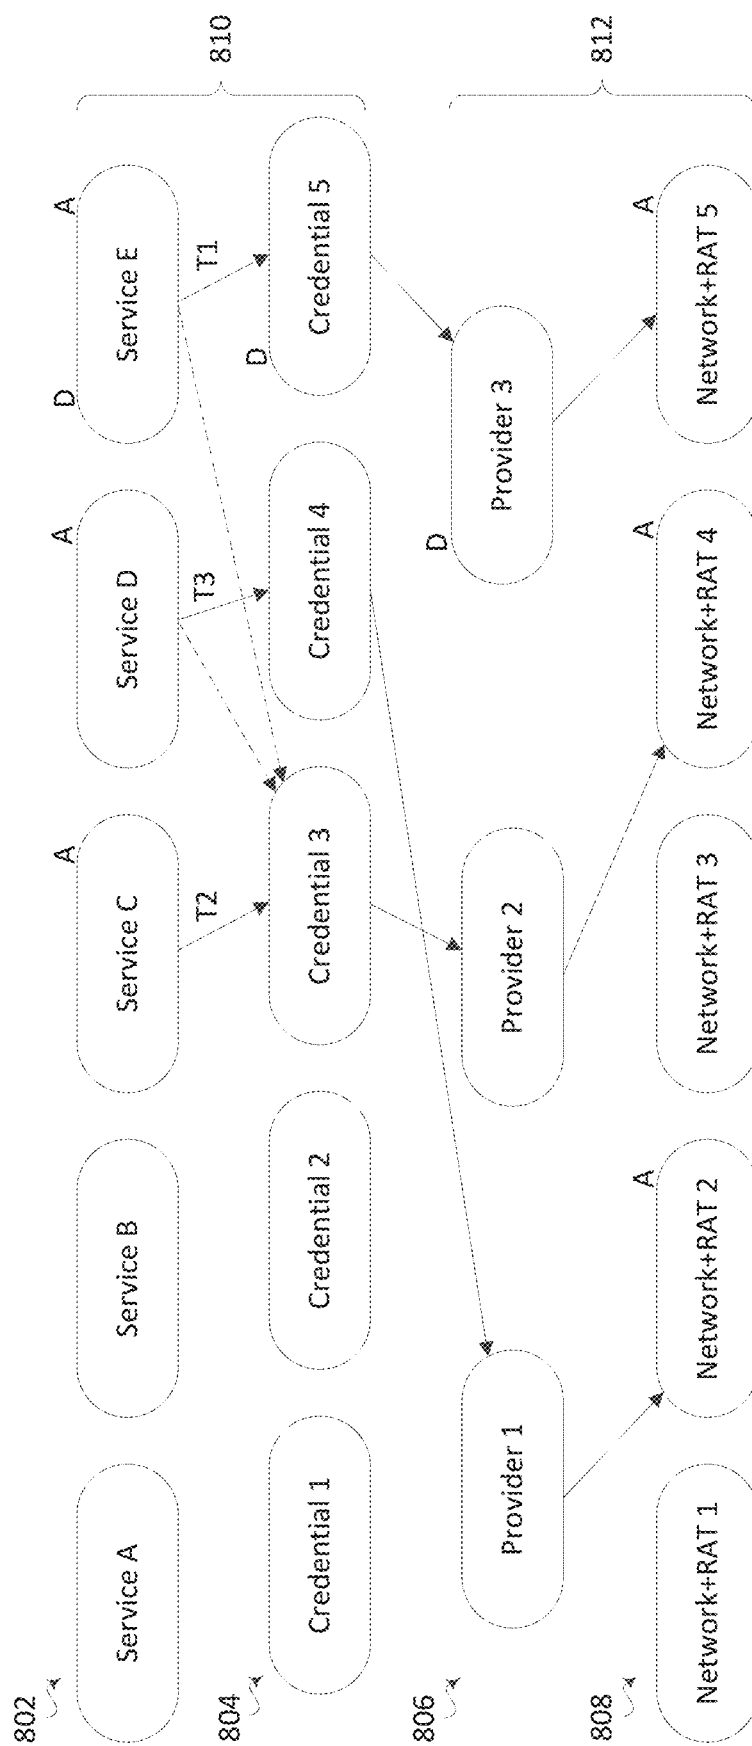 802
Service A
Service B
Service C
A
Service D
A
D
Service E
A
810
T2
T3
T1
804
Credential 1
Credential 2
Credential 3
Credential 4
D
Credential 5
806
Provider 1
Provider 2
D
Provider 3
812
808
Network+RAT 1
Network+RAT 2
A
Network+RAT 3
Network+RAT 4
A
Network+RAT 5
A